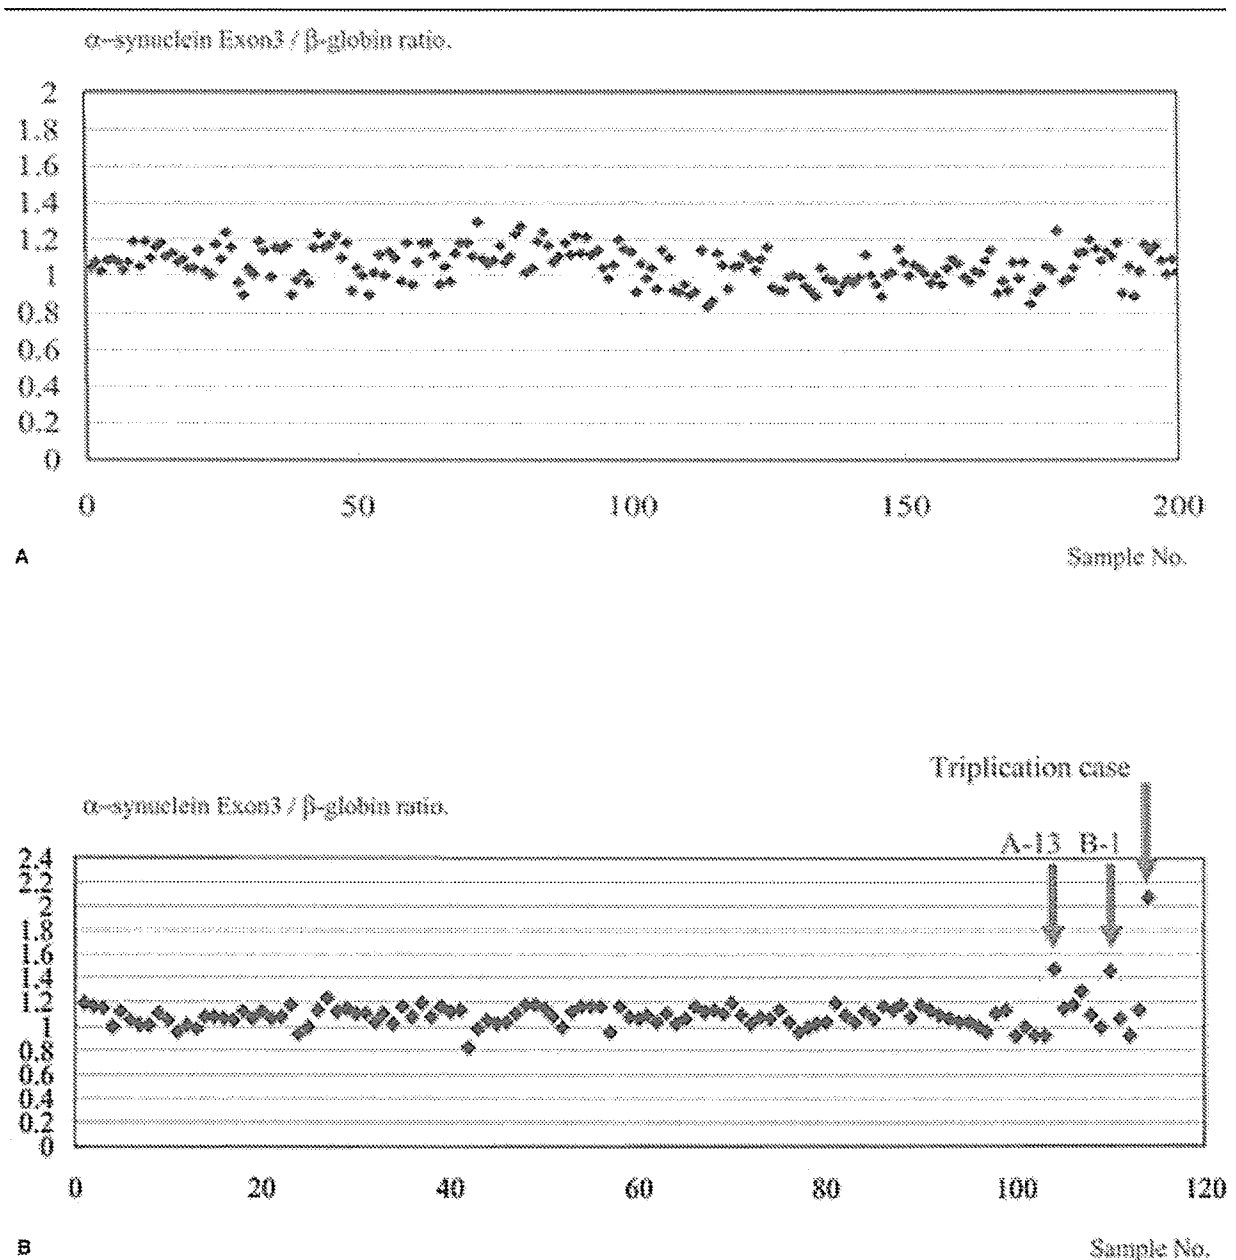 α-synuclein Exon3 / β-globin ratio.
2
1.8
1.6
1.4
1.2
1
0.8
0.6
0.4
0.2
0
0 50 100 150 200
A
Sample No.
Triplication case
α-synuclein Exon3 / β-globin ratio.
A-13 B-1
2.4
2.2
2
1.8
1.6
1.4
1.2
1
0.8
0.6
0.4
0.2
0
0 20 40 60 80 100 120
B
Sample No.